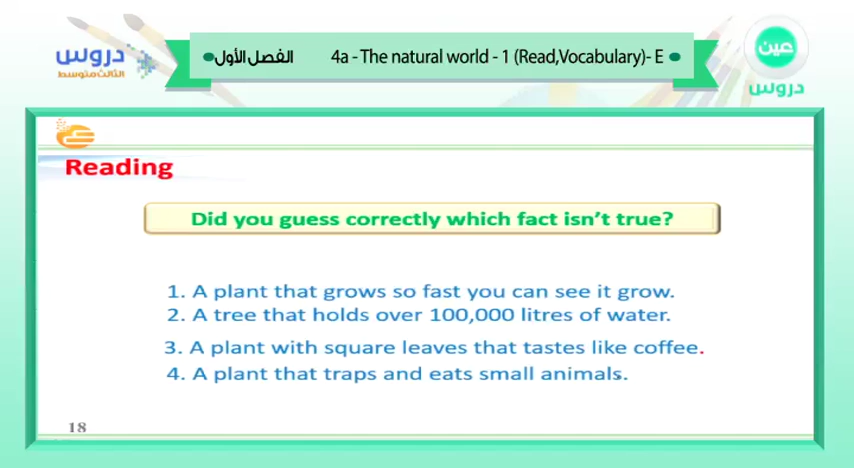 دروس
الثالث متوسط
الفصل الأول 4a - The natural world - 1 (Read,Vocabulary)- E
عين
دروس
Reading
Did you guess correctly which fact isn't true?
1. A plant that grows so fast you can see it grow.
2. A tree that holds over 100,000 litres of water.
3. A plant with square leaves that tastes like coffee.
4. A plant that traps and eats small animals.
18